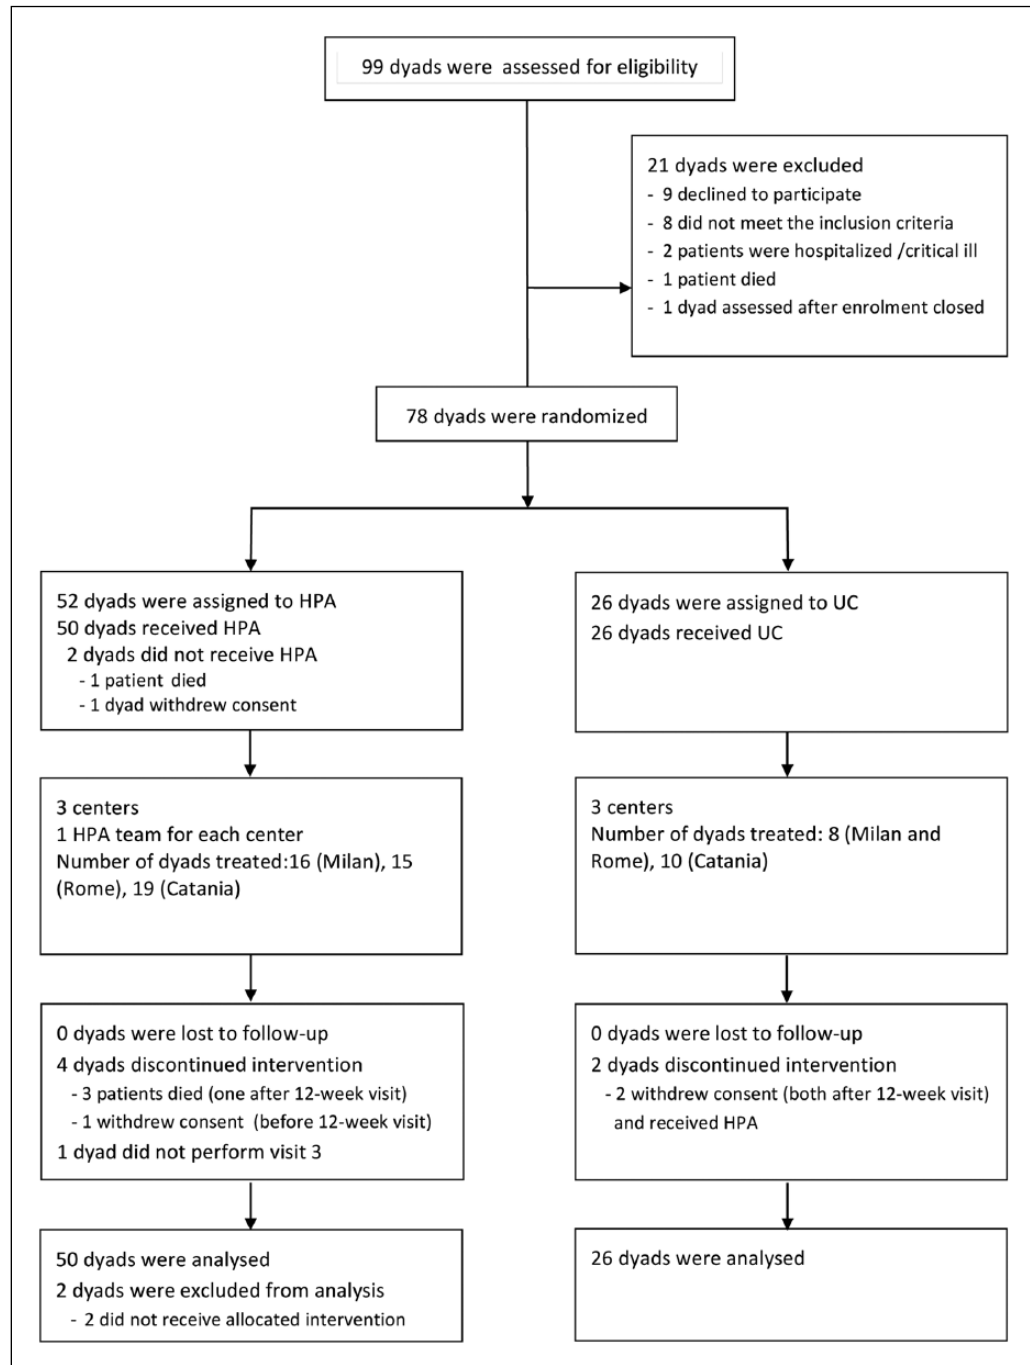 99 dyads were assessed for eligibility
21 dyads were excluded
- 9 declined to participate
- 8 did not meet the inclusion criteria
- 2 patients were hospitalized /critical ill
- 1 patient died
- 1 dyad assessed after enrolment closed
78 dyads were randomized
52 dyads were assigned to HPA
50 dyads received HPA
2 dyads did not receive HPA
- 1 patient died
- 1 dyad withdrew consent
26 dyads were assigned to UC
26 dyads received UC
3 centers
1 HPA team for each center
Number of dyads treated:16 (Milan), 15
(Rome), 19 (Catania)
3 centers
Number of dyads treated: 8 (Milan and
Rome), 10 (Catania)
0 dyads were lost to follow-up
4 dyads discontinued intervention
- 3 patients died (one after 12-week visit)
- 1 withdrew consent (before 12-week visit)
1 dyad did not perform visit 3
0 dyads were lost to follow-up
2 dyads discontinued intervention
- 2 withdrew consent (both after 12-week visit)
and received HPA
50 dyads were analysed
2 dyads were excluded from analysis
- 2 did not receive allocated intervention
26 dyads were analysed